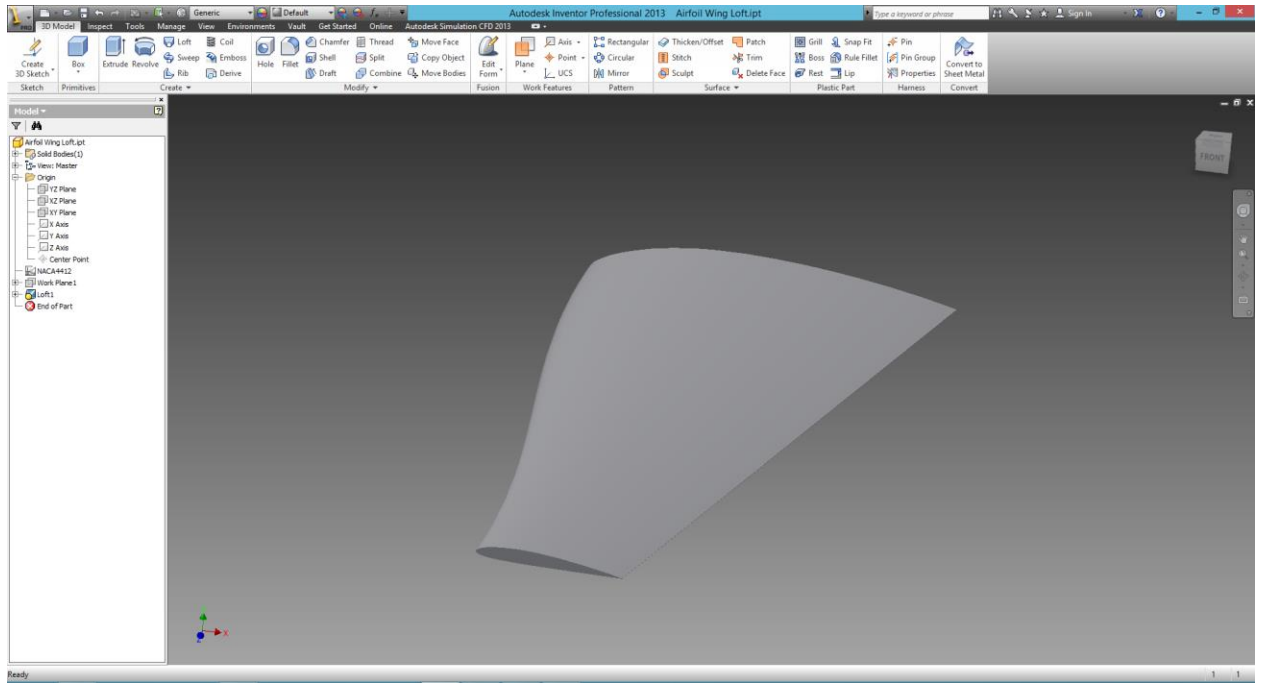 Generic Default Autodesk Inventor Professional 2013 Airfoil Wing Loft.ipt Type a keyword or phrase Sign In
3D Model Inspect Tools Manage View Environments Vault Get Started Online Autodesk Simulation CFD 2013
Loft Coil Chamfer Thread Move Face Axis Rectangular Thicken/Offset Patch Grill Snap Fit Pin
Create Box Extrude Revolve Sweep Emboss Hole Fillet Shell Split Copy Object Edit Plane Point Circular Stitch Trim Boss Rule Fillet Pin Group Convert to
3D Sketch Rib Derive Draft Combine Move Bodies Form UCS Mirror Sculpt Delete Face Rest Lip Properties Sheet Metal
Sketch Primitives Create Modify Fusion Work Features Pattern Surface Plastic Part Harness Convert
Model
Airfoil Wing Loft.ipt
Solid Bodies(1)
View: Master
Origin
YZ Plane
XZ Plane
XY Plane
X Axis
Y Axis
Z Axis
Center Point
NACA4412
Work Plane1
Loft1
End of Part
FRONT
X
Ready 1 1